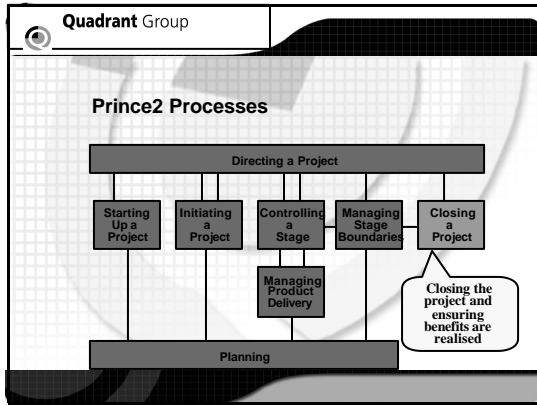 Quadrant Group
Prince2 Processes
Directing a Project
Starting
Up a
Project
Initiating
a
Project
Controlling
a
Stage
Managing
Stage
Boundaries
Closing
a
Project
Managing
Product
Delivery
Closing the
project and
ensuring
benefits are
realised
Planning